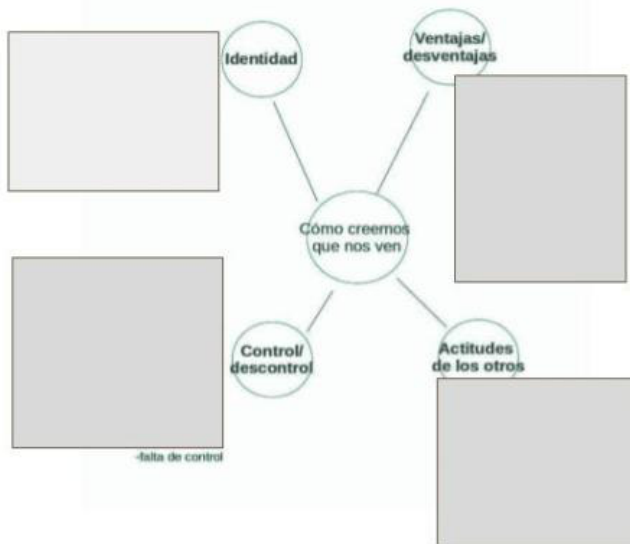 Identidad
Ventajas/
desventajas
Cómo creemos
que nos ven
Control/
descontrol
Actitudes
de los otros
-falta de control